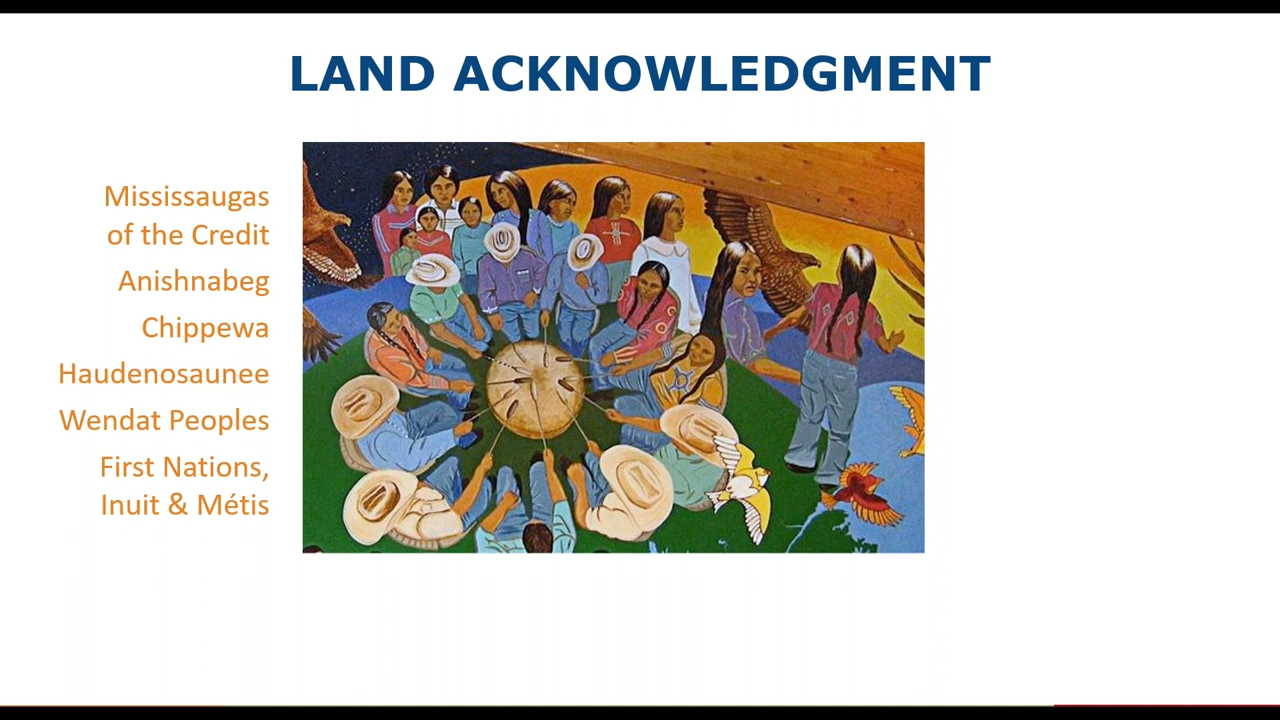 LAND ACKNOWLEDGMENT
Mississaugas
of the Credit
Anishnabeg
Chippewa
Haudenosaunee
Wendat Peoples
First Nations,
Inuit & Métis